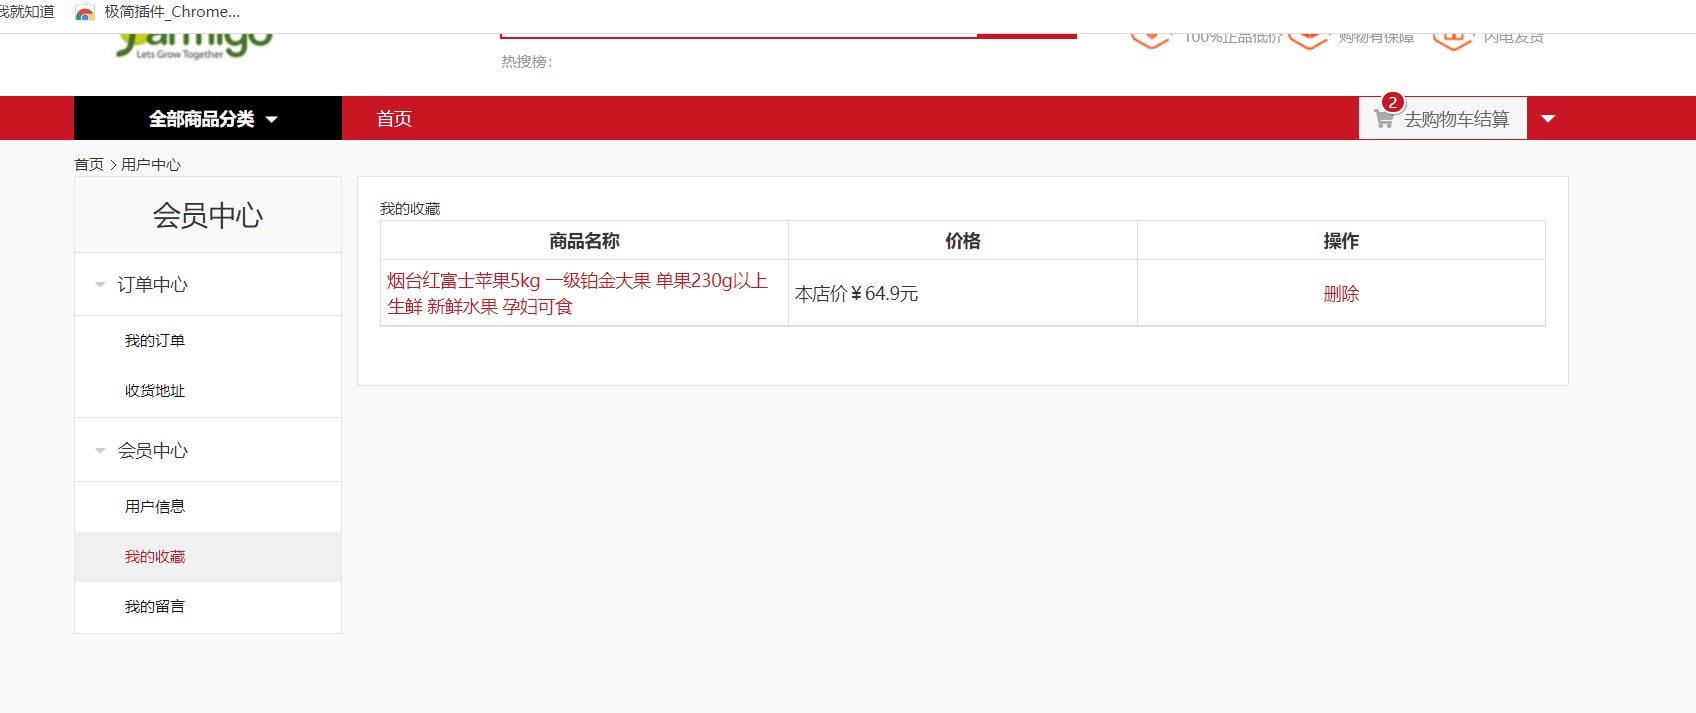 我就知道 极简插件_Chrome...
farmigo
Lets Grow Together
100%正品低价 购物有保障 闪电发货
热搜榜：
全部商品分类 首页 2 去购物车结算
首页 > 用户中心
会员中心
订单中心
我的订单
收货地址
会员中心
用户信息
我的收藏
我的留言
我的收藏
商品名称 价格 操作
烟台红富士苹果5kg 一级铂金大果 单果230g以上
生鲜 新鲜水果 孕妇可食
本店价￥64.9元 删除